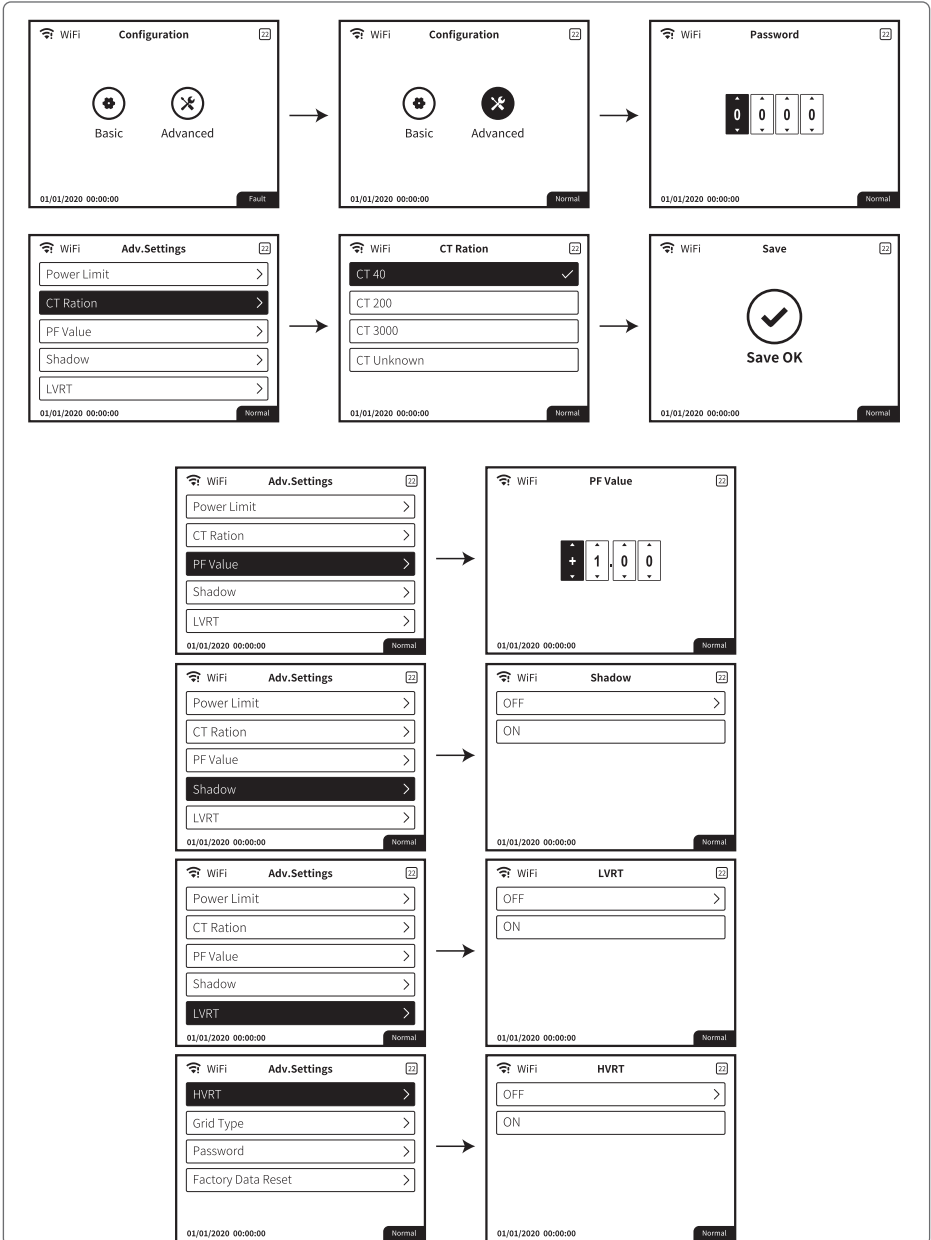 WiFi Configuration 22
Basic Advanced
01/01/2020 00:00:00 Fault
WiFi Configuration 22
Basic Advanced
01/01/2020 00:00:00 Normal
WiFi Password 22
0 0 0 0
01/01/2020 00:00:00 Normal
WiFi Adv.Settings 22
Power Limit
CT Ration
PF Value
Shadow
LVRT
01/01/2020 00:00:00 Normal
WiFi CT Ration 22
CT 40
CT 200
CT 3000
CT Unknown
01/01/2020 00:00:00 Normal
WiFi Save 22
Save OK
01/01/2020 00:00:00 Normal
WiFi Adv.Settings 22
Power Limit
CT Ration
PF Value
Shadow
LVRT
01/01/2020 00:00:00 Normal
WiFi PF Value 22
+ 1 . 0 0
01/01/2020 00:00:00 Normal
WiFi Adv.Settings 22
Power Limit
CT Ration
PF Value
Shadow
LVRT
01/01/2020 00:00:00 Normal
WiFi Shadow 22
OFF
ON
01/01/2020 00:00:00 Normal
WiFi Adv.Settings 22
Power Limit
CT Ration
PF Value
Shadow
LVRT
01/01/2020 00:00:00 Normal
WiFi LVRT 22
OFF
ON
01/01/2020 00:00:00 Normal
WiFi Adv.Settings 22
HVRT
Grid Type
Password
Factory Data Reset
01/01/2020 00:00:00 Normal
WiFi HVRT 22
OFF
ON
01/01/2020 00:00:00 Normal